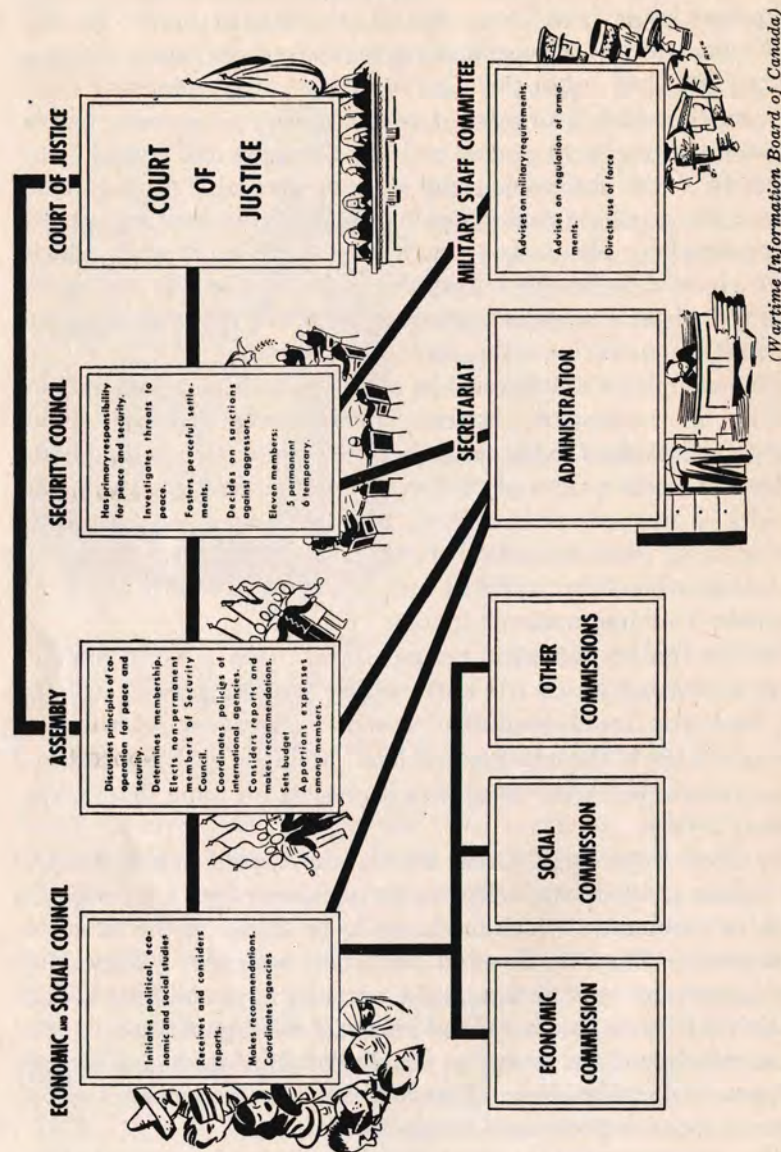 ECONOMIC AND SOCIAL COUNCIL
Initiates political, eco-
nomic and social studies
Receives and considers
reports.
Makes recommendations.
Coordinates agencies
ASSEMBLY
Discusses principles of co-
operation for peace and
security.
Determines membership.
Elects non-permanent
members of Security
Council.
Coordinates policies of
international agencies.
Considers reports and
makes recommendations.
Sets budget
Apportions expenses
among members.
SECURITY COUNCIL
Has primary responsibility
for peace and security.
Investigates threats to
peace.
Fosters peaceful settle-
ments.
Decides on sanctions
against aggressors.
Eleven members:
5 permanent
6 temporary.
COURT OF JUSTICE
COURT
OF
JUSTICE
ECONOMIC
COMMISSION
SOCIAL
COMMISSION
OTHER
COMMISSIONS
SECRETARIAT
ADMINISTRATION
MILITARY STAFF COMMITTEE
Advises on military requirements.
Advises on regulation or arma-
ments.
Directs use of force
(Wartime Information Board of Canada)